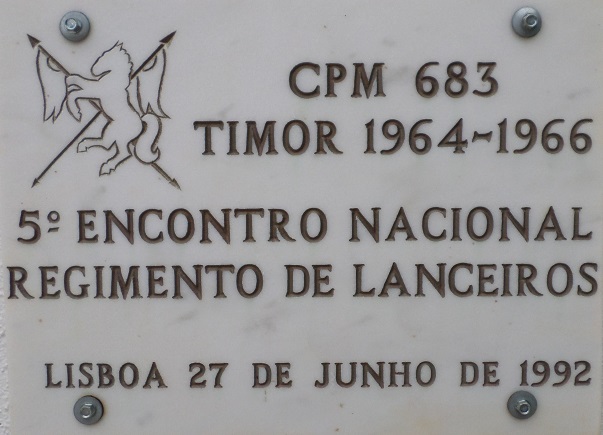 CPM 683
TIMOR 1964-1966
5º ENCONTRO NACIONAL
REGIMENTO DE LANCEIROS
LISBOA 27 DE JUNHO DE 1992